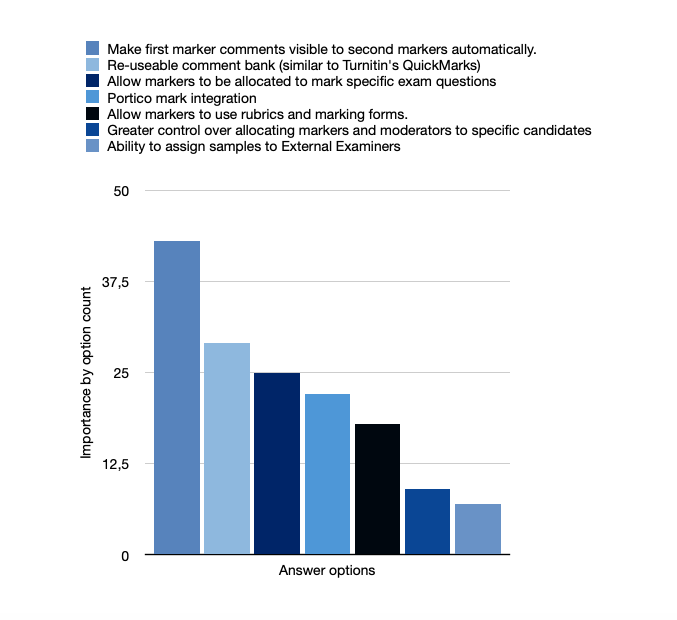 Make first marker comments visible to second markers automatically.
Re-useable comment bank (similar to Turnitin's QuickMarks)
Allow markers to be allocated to mark specific exam questions
Portico mark integration
Allow markers to use rubrics and marking forms.
Greater control over allocating markers and moderators to specific candidates
Ability to assign samples to External Examiners
50
37,5
25
12,5
0
Importance by option count
Answer options